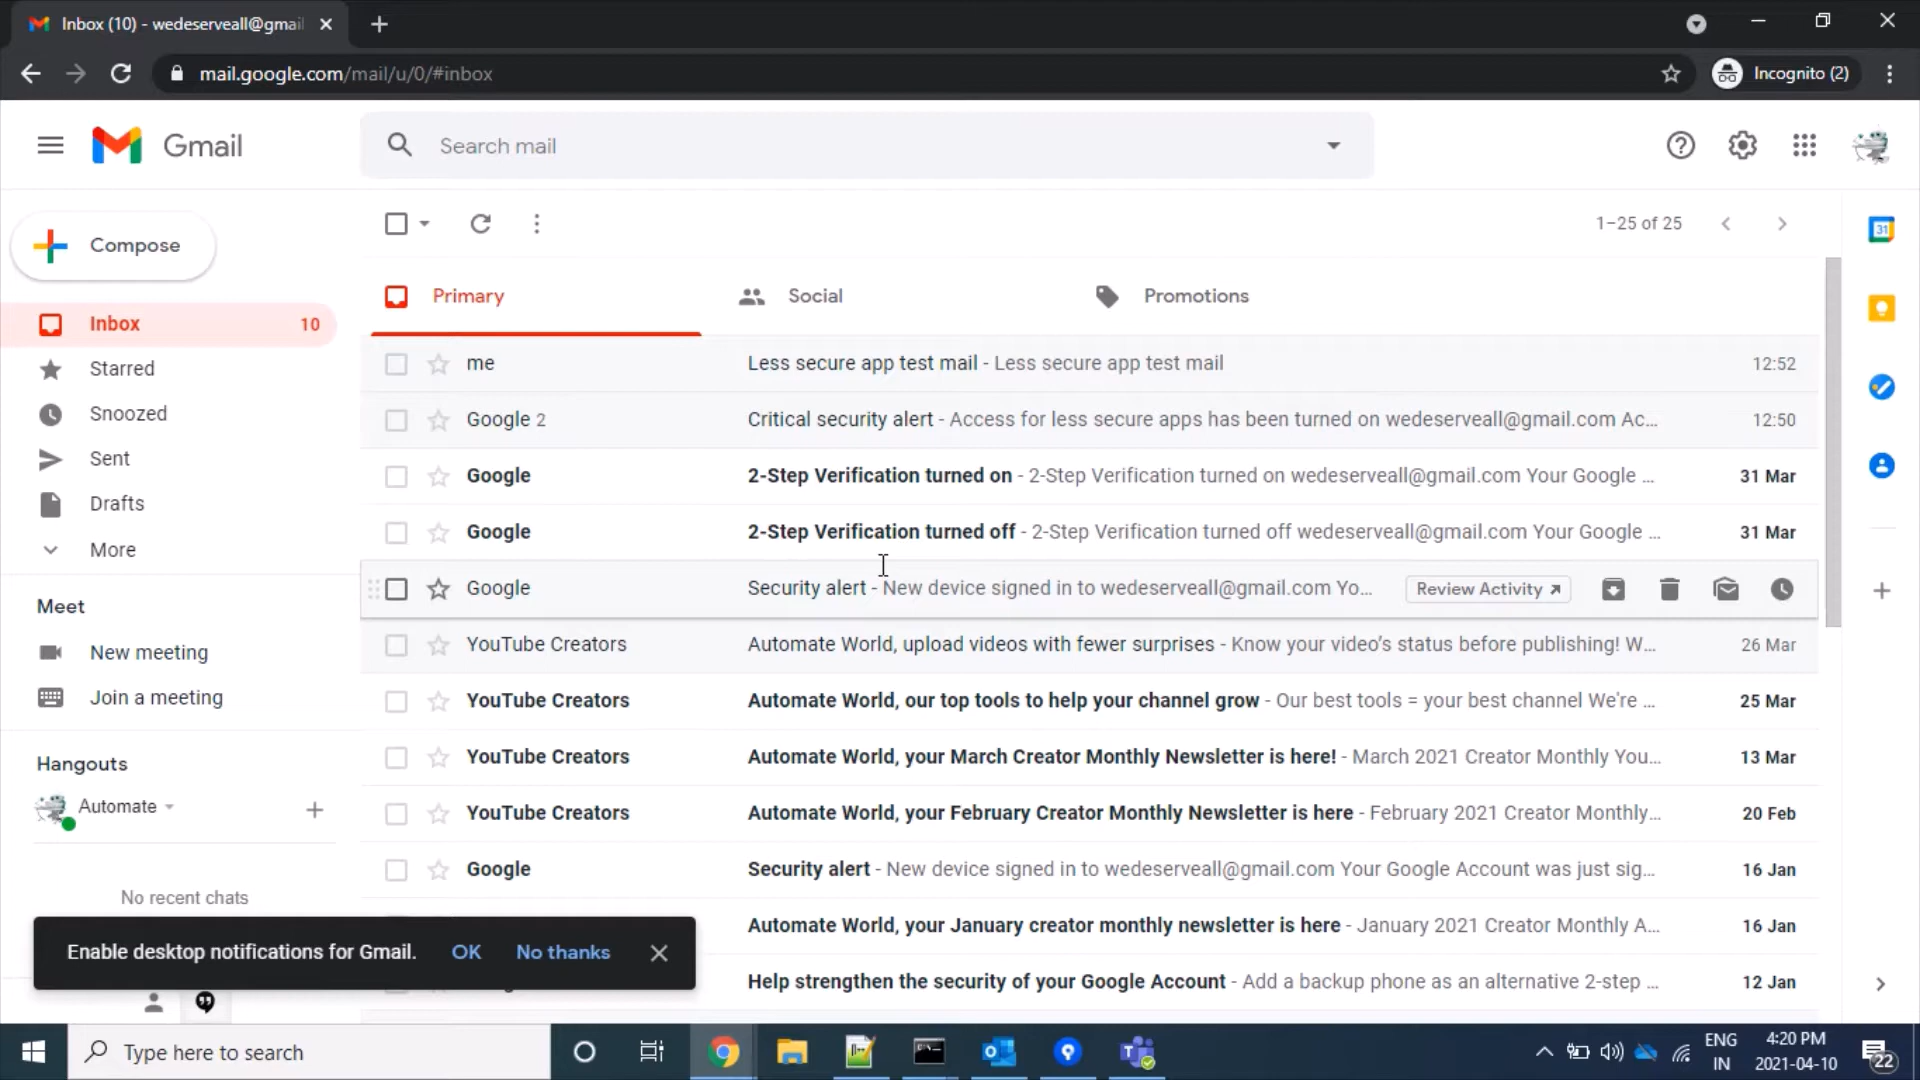 Inbox (10) - wedeserveall@gmai
mail.google.com/mail/u/0/#inbox
Incognito (2)
Gmail
Search mail
Compose
1–25 of 25
Primary
Social
Promotions
Inbox 10
Starred
Snoozed
Sent
Drafts
More
Meet
New meeting
Join a meeting
Hangouts
Automate
No recent chats
me Less secure app test mail - Less secure app test mail 12:52
Google 2 Critical security alert - Access for less secure apps has been turned on wedeserveall@gmail.com Ac... 12:50
Google 2-Step Verification turned on - 2-Step Verification turned on wedeserveall@gmail.com Your Google ... 31 Mar
Google 2-Step Verification turned off - 2-Step Verification turned off wedeserveall@gmail.com Your Google ... 31 Mar
Google Security alert - New device signed in to wedeserveall@gmail.com Yo... Review Activity
YouTube Creators Automate World, upload videos with fewer surprises - Know your video’s status before publishing! W... 26 Mar
YouTube Creators Automate World, our top tools to help your channel grow - Our best tools = your best channel We're ... 25 Mar
YouTube Creators Automate World, your March Creator Monthly Newsletter is here! - March 2021 Creator Monthly You... 13 Mar
YouTube Creators Automate World, your February Creator Monthly Newsletter is here - February 2021 Creator Monthly... 20 Feb
Google Security alert - New device signed in to wedeserveall@gmail.com Your Google Account was just sig... 16 Jan
Automate World, your January creator monthly newsletter is here - January 2021 Creator Monthly A... 16 Jan
Help strengthen the security of your Google Account - Add a backup phone as an alternative 2-step ... 12 Jan
Enable desktop notifications for Gmail. OK No thanks
31
Type here to search
ENG
IN
4:20 PM
2021-04-10
22